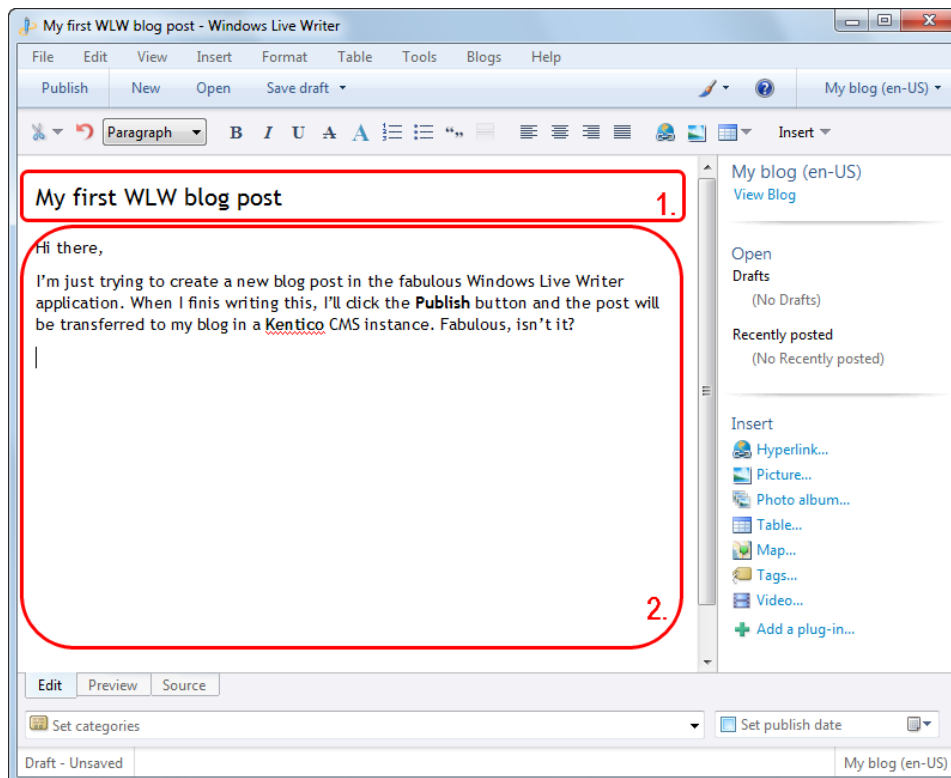 My first WLW blog post - Windows Live Writer
File Edit View Insert Format Table Tools Blogs Help
Publish New Open Save draft My blog (en-US)
Paragraph B I U A A Insert
My first WLW blog post
1.
Hi there,
I'm just trying to create a new blog post in the fabulous Windows Live Writer
application. When I finis writing this, I'll click the Publish button and the post will
be transferred to my blog in a Kentico CMS instance. Fabulous, isn't it?
2.
My blog (en-US)
View Blog
Open
Drafts
(No Drafts)
Recently posted
(No Recently posted)
Insert
Hyperlink...
Picture...
Photo album...
Table...
Map...
Tags...
Video...
Add a plug-in...
Edit Preview Source
Set categories
Set publish date
Draft - Unsaved
My blog (en-US)